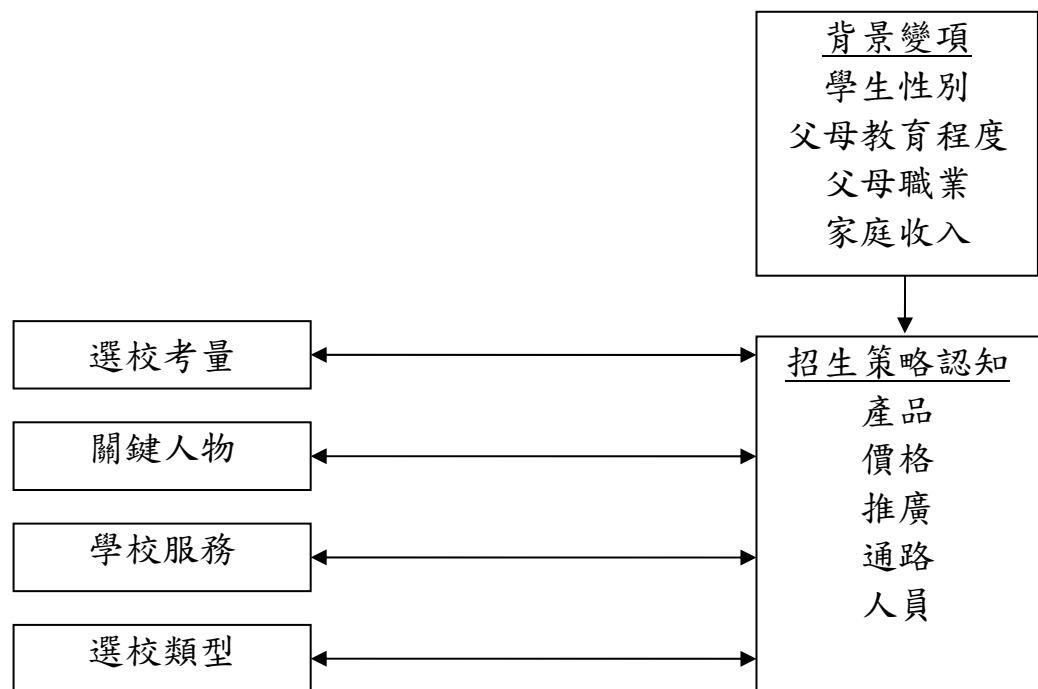 背景變項
學生性別
父母教育程度
父母職業
家庭收入
選校考量
關鍵人物
學校服務
選校類型
招生策略認知
產品
價格
推廣
通路
人員